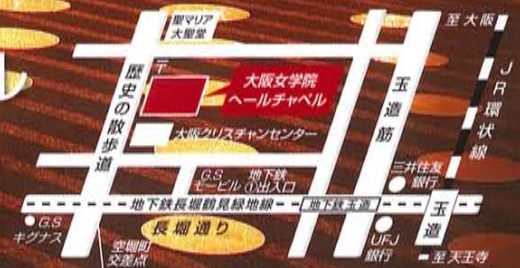 聖マリア
大聖堂
至大阪
〒
歴史の散歩道
大阪女学院
ヘールチャペル
玉造筋
JR環状線
大阪クリスチャンセンター
G.S
モービル
地下鉄
①出入口
三井住友
銀行
地下鉄長堀鶴見緑地線
地下鉄玉造
玉造
G.S
キグナス
長堀通り
空堀町
交差点
UFJ
銀行
至天王寺